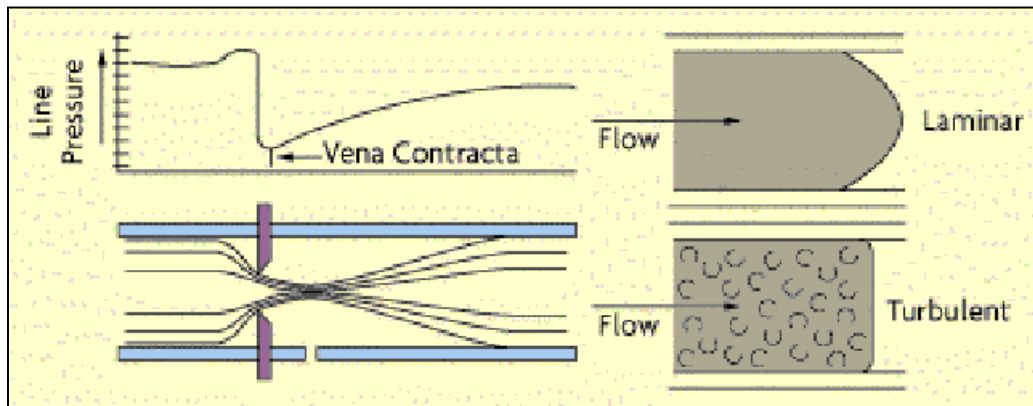 Line
Pressure
Vena Contracta
Flow
Laminar
Flow
Turbulent